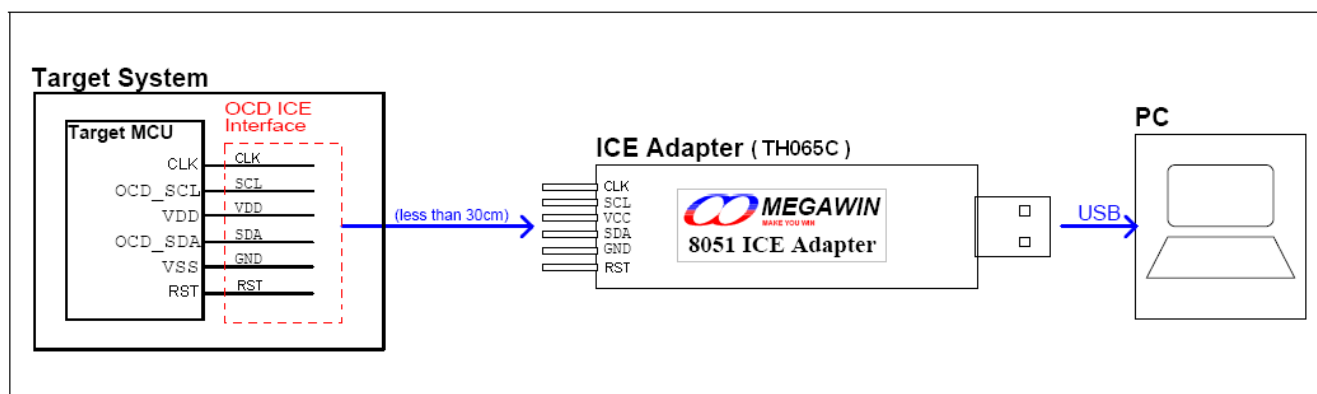 Target System
OCD ICE
Interface
Target MCU
CLK
CLK
OCD_SCL
SCL
VDD
VDD
OCD_SDA
SDA
VSS
GND
RST
RST
(less than 30cm)
ICE Adapter (TH065C)
CLK
SCL
VCC
SDA
GND
RST
MEGAWIN
MAKE YOU WIN
8051 ICE Adapter
USB
PC